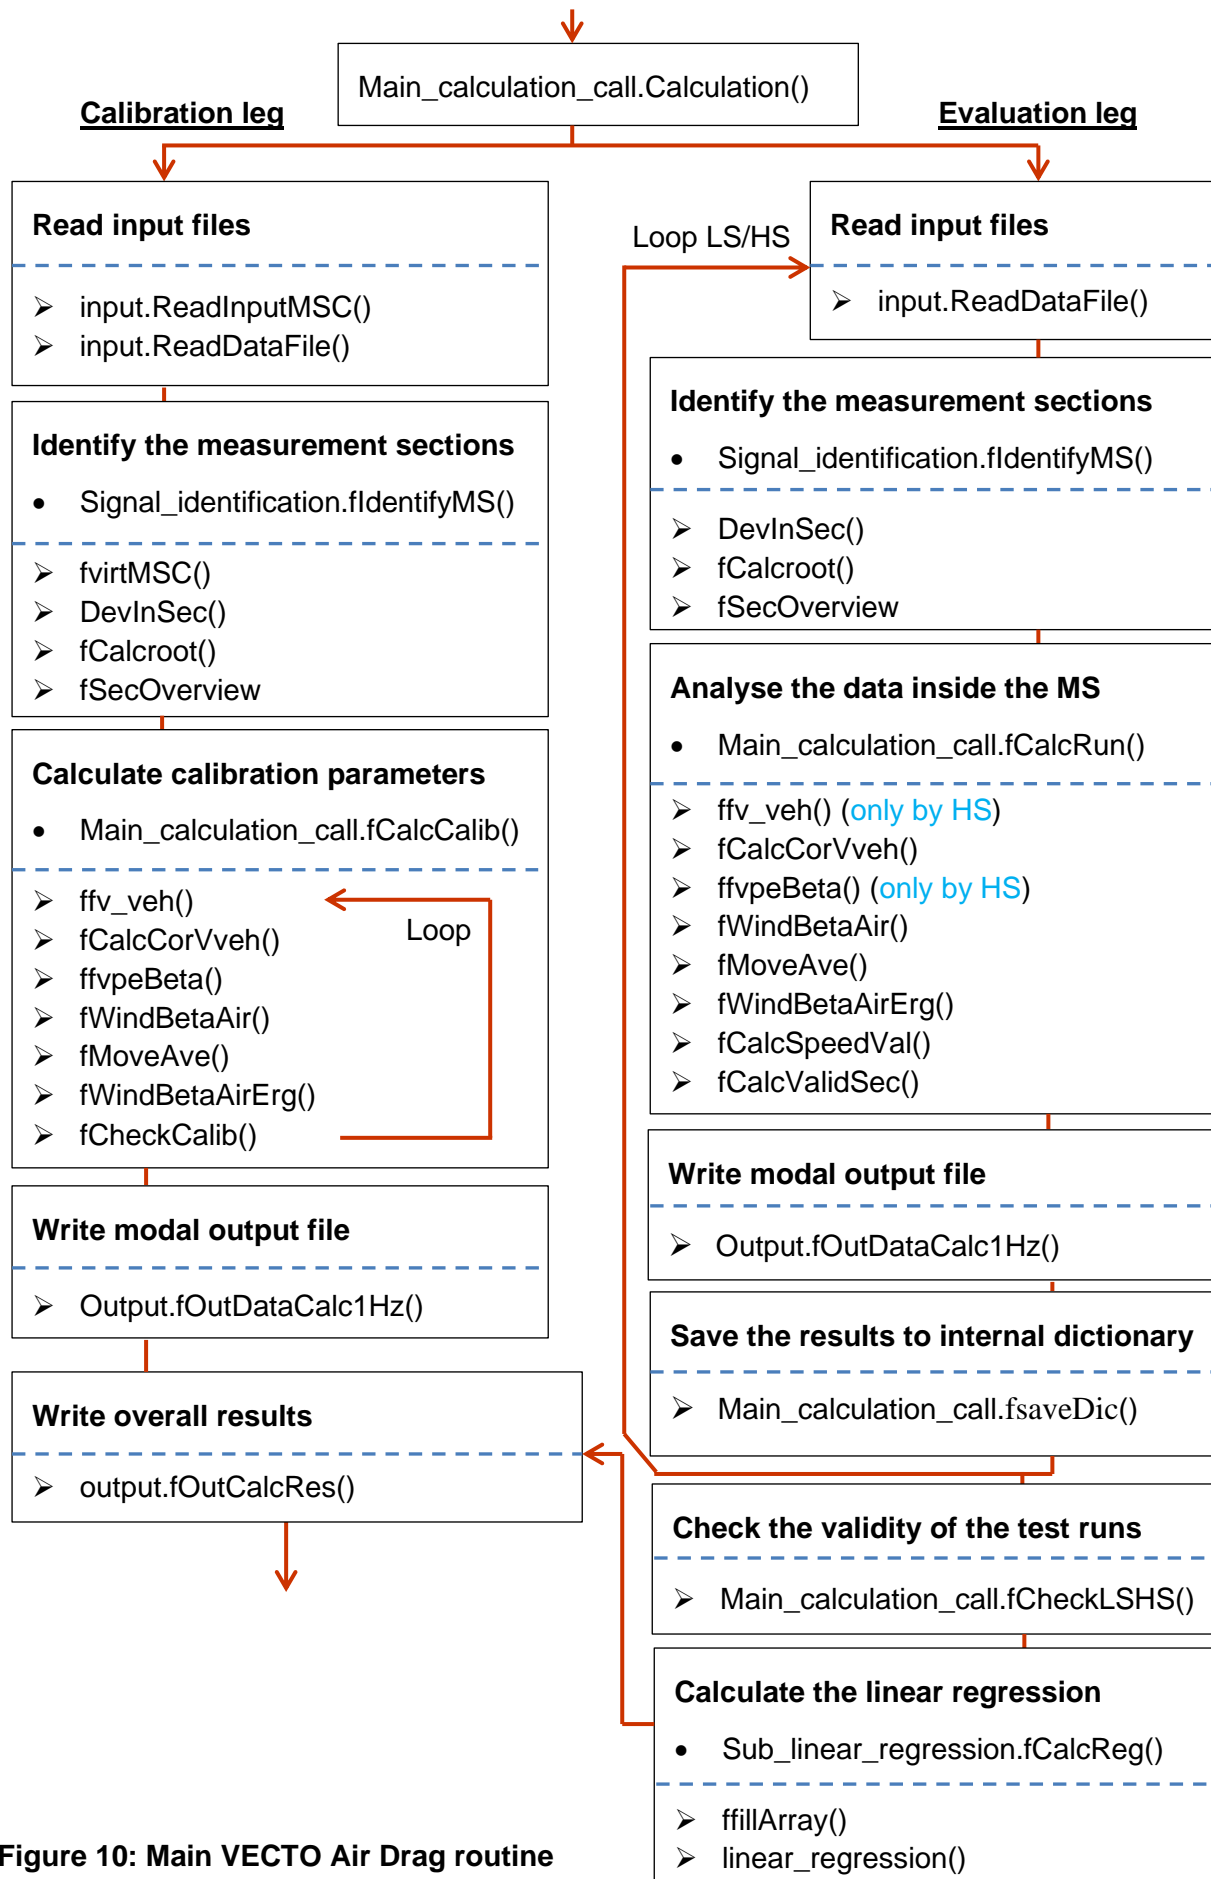 Main_calculation_call.Calculation()
Calibration leg
Read input files
input.ReadInputMSC()
input.ReadDataFile()
Identify the measurement sections
Signal_identification.fIdentifyMS()
fvirtMSC()
DevInSec()
fCalcroot()
fSecOverview
Calculate calibration parameters
Main_calculation_call.fCalcCalib()
ffv_veh()
fCalcCorVveh()
ffvpeBeta()
fWindBetaAir()
fMoveAve()
fWindBetaAirErg()
fCheckCalib()
Loop
Write modal output file
Output.fOutDataCalc1Hz()
Write overall results
output.fOutCalcRes()
Evaluation leg
Loop LS/HS
Read input files
input.ReadDataFile()
Identify the measurement sections
Signal_identification.fIdentifyMS()
DevInSec()
fCalcroot()
fSecOverview
Analyse the data inside the MS
Main_calculation_call.fCalcRun()
ffv_veh() (only by HS)
fCalcCorVveh()
ffvpeBeta() (only by HS)
fWindBetaAir()
fMoveAve()
fWindBetaAirErg()
fCalcSpeedVal()
fCalcValidSec()
Write modal output file
Output.fOutDataCalc1Hz()
Save the results to internal dictionary
Main_calculation_call.fsaveDic()
Check the validity of the test runs
Main_calculation_call.fCheckLSHS()
Calculate the linear regression
Sub_linear_regression.fCalcReg()
ffillArray()
linear_regression()
Figure 10: Main VECTO Air Drag routine